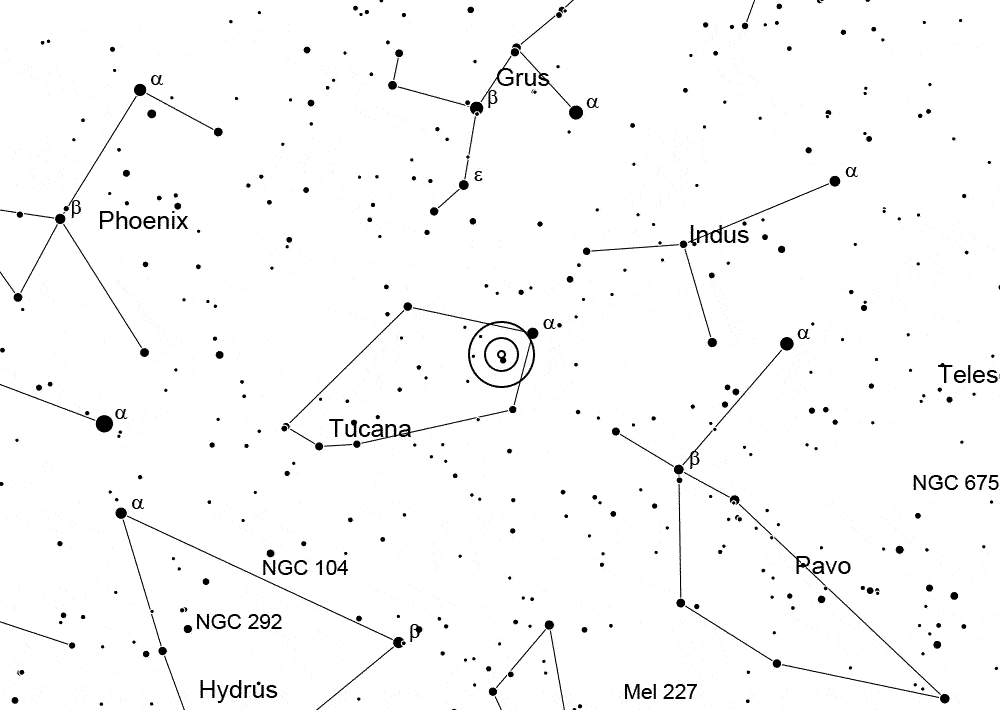 Grus
α
β
α
ε
α
β
Phoenix
Indus
α
α
Teles
α
Tucana
β
NGC 675
α
NGC 104
Pavo
NGC 292
β
Hydrus
Mel 227